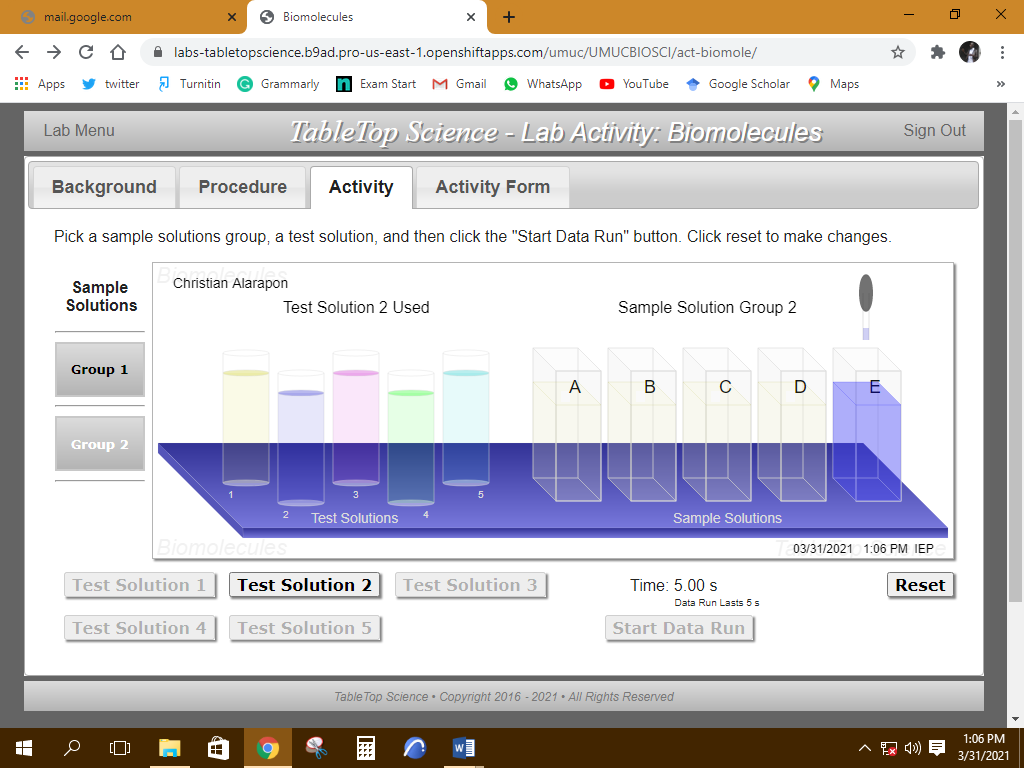 mail.google.com
Biomolecules
labs-tabletopscience.b9ad.pro-us-east-1.openshiftapps.com/umuc/UMUCBIOSCI/act-biomole/
Apps twitter Turnitin Grammarly Exam Start Gmail WhatsApp YouTube Google Scholar Maps
Lab Menu TableTop Science - Lab Activity: Biomolecules Sign Out
Background Procedure Activity Activity Form
Pick a sample solutions group, a test solution, and then click the "Start Data Run" button. Click reset to make changes.
Sample
Solutions
Group 1
Group 2
Biomolecules
Christian Alarapon
Test Solution 2 Used Sample Solution Group 2
A B C D E
1 3 5
2 4
Test Solutions Sample Solutions
Biomolecules
03/31/2021 1:06 PM IEP
Test Solution 1 Test Solution 2 Test Solution 3 Time: 5.00 s Reset
Data Run Lasts 5 s
Test Solution 4 Test Solution 5 Start Data Run
TableTop Science • Copyright 2016 - 2021 • All Rights Reserved
1:06 PM
3/31/2021